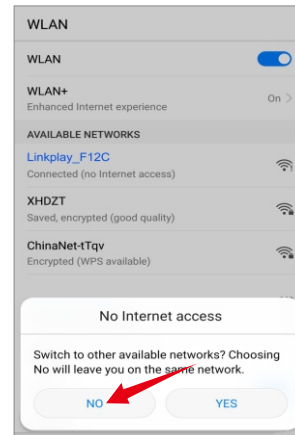 WLAN
WLAN
WLAN+
Enhanced Internet experience
On
AVAILABLE NETWORKS
Linkplay_F12C
Connected (no Internet access)
XHDZT
Saved, encrypted (good quality)
ChinaNet-tTqv
Encrypted (WPS available)
No Internet access
Switch to other available networks? Choosing
No will leave you on the same network.
NO
YES